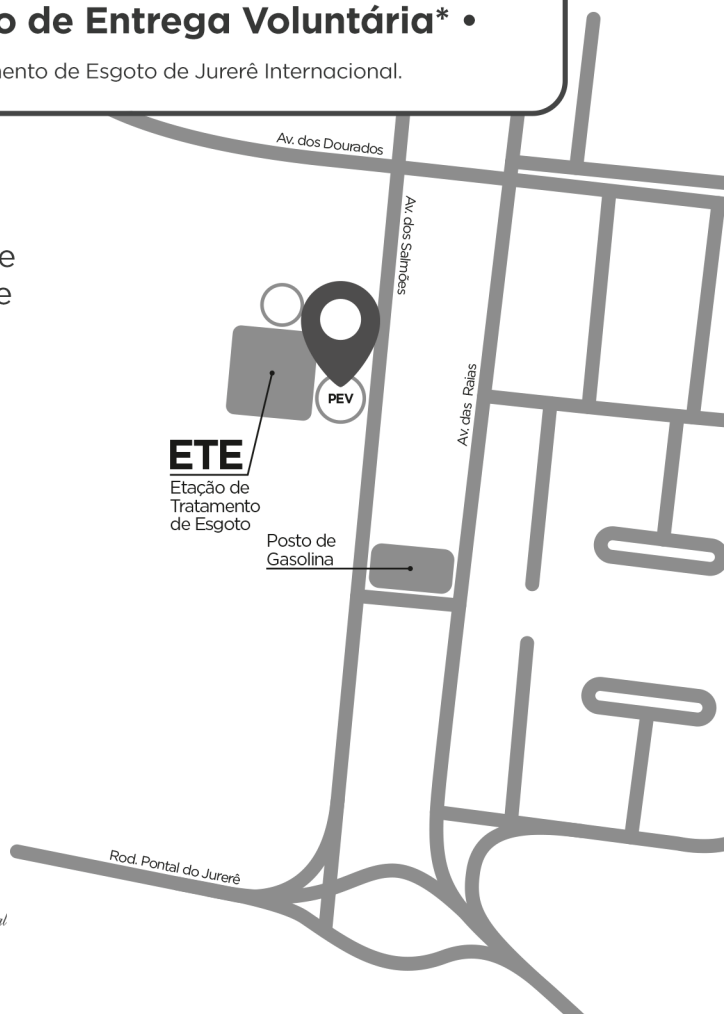 o de Entrega Voluntária* •
ento de Esgoto de Jurerê Internacional.
Av. dos Dourados
Av. dos Salmões
e
e
Av. das Raias
PEV
ETE
Etação de
Tratamento
de Esgoto
Posto de
Gasolina
Rod. Pontal do Jurerê